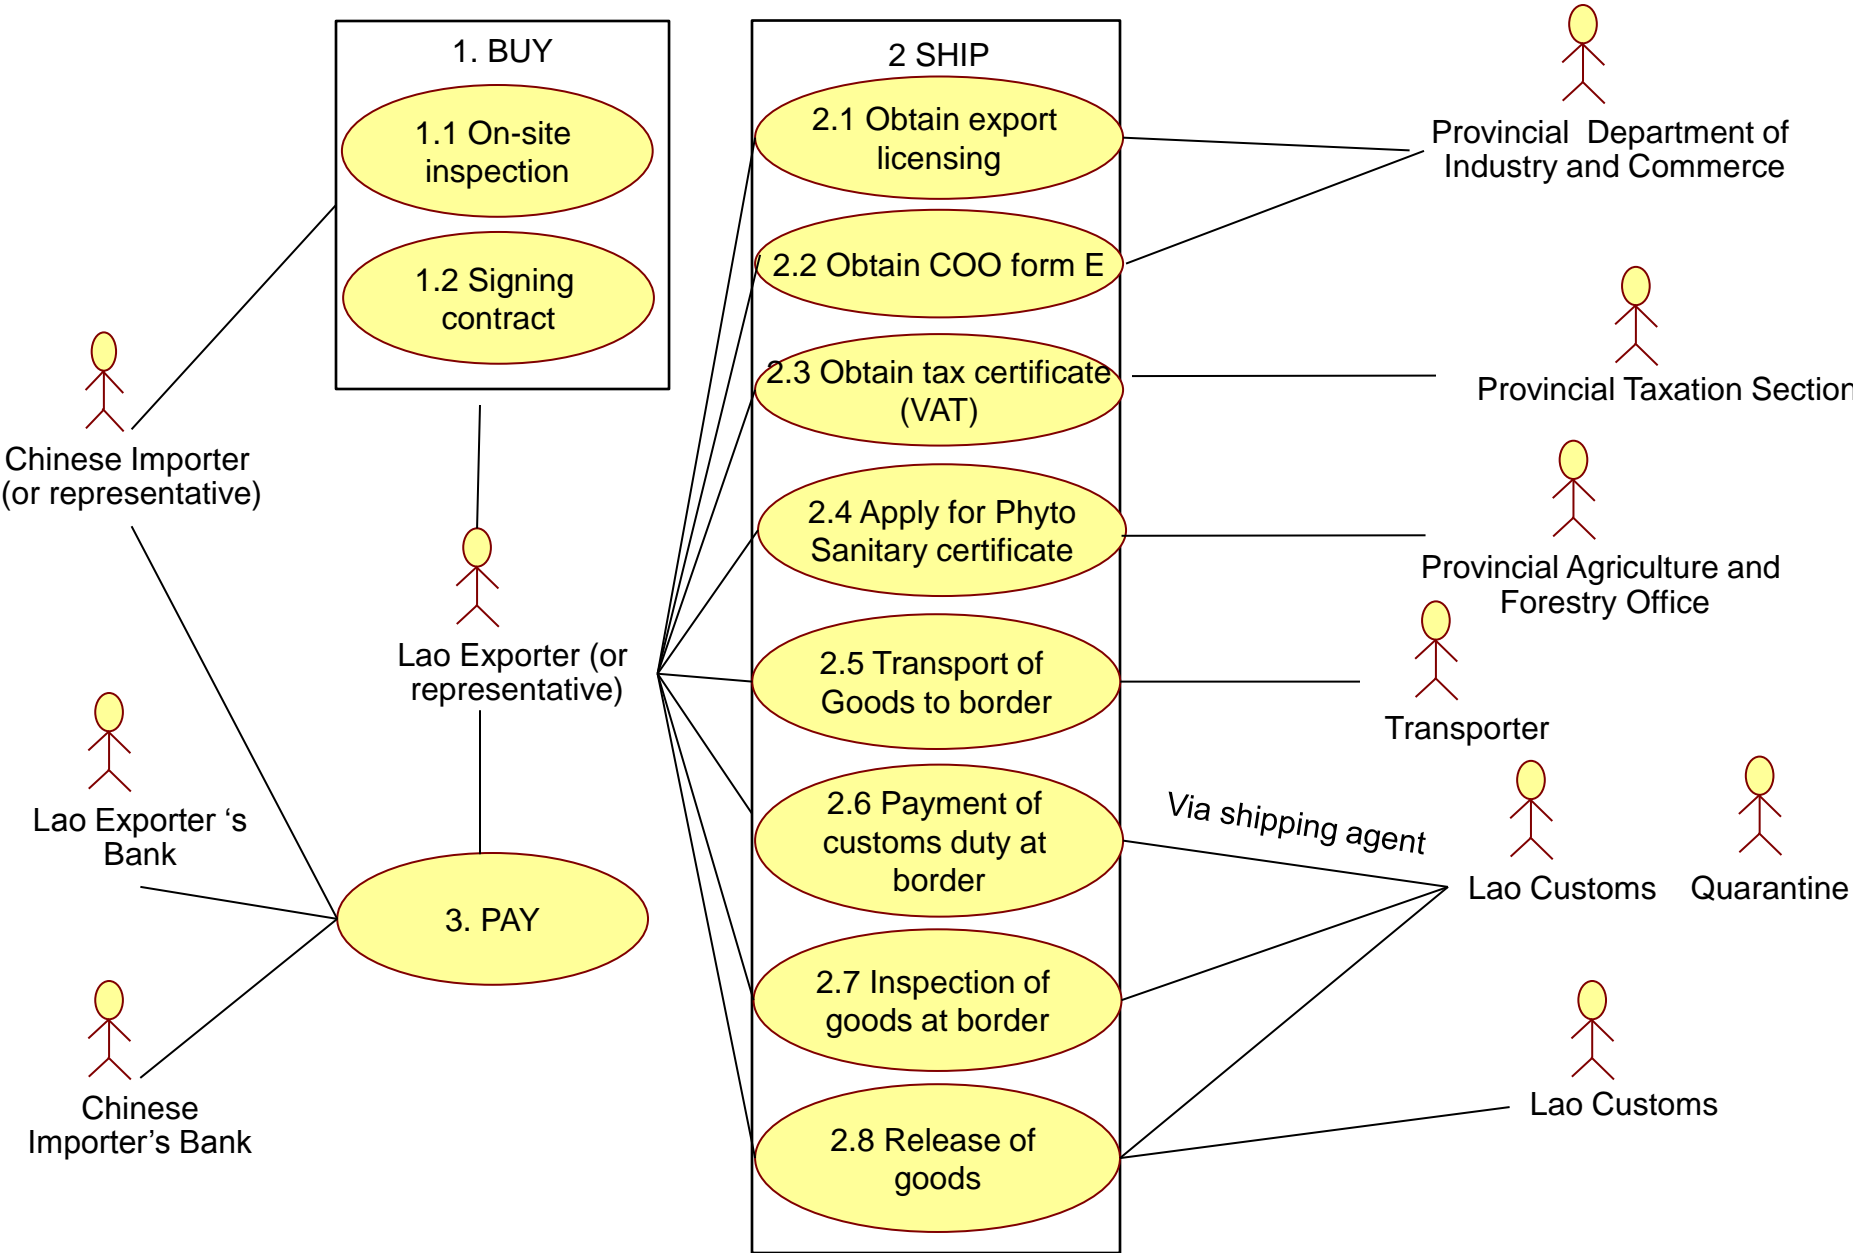 1. BUY
1.1 On-site
inspection
1.2 Signing
contract
Chinese Importer
(or representative)
Lao Exporter (or
representative)
Lao Exporter ‘s
Bank
3. PAY
Chinese
Importer’s Bank
2 SHIP
2.1 Obtain export
licensing
2.2 Obtain COO form E
2.3 Obtain tax certificate
(VAT)
2.4 Apply for Phyto
Sanitary certificate
2.5 Transport of
Goods to border
2.6 Payment of
customs duty at
border
2.7 Inspection of
goods at border
2.8 Release of
goods
Provincial Department of
Industry and Commerce
Provincial Taxation Section
Provincial Agriculture and
Forestry Office
Transporter
Via shipping agent
Lao Customs
Quarantine
Lao Customs